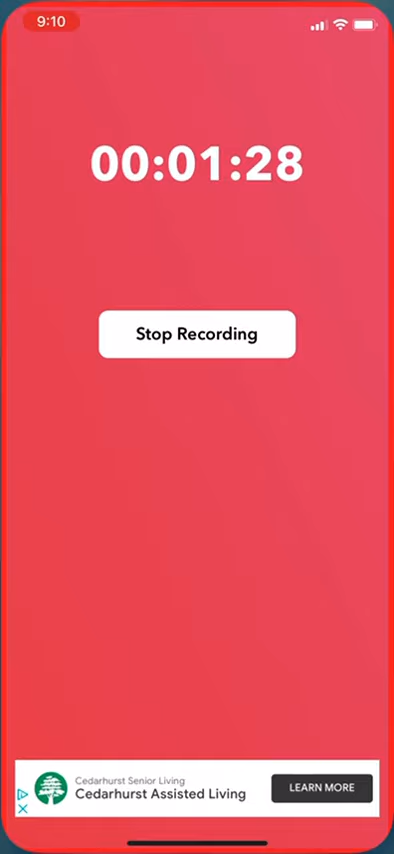 9:10
00:01:28
Stop Recording
Cedarhurst Senior Living
Cedarhurst Assisted Living
LEARN MORE